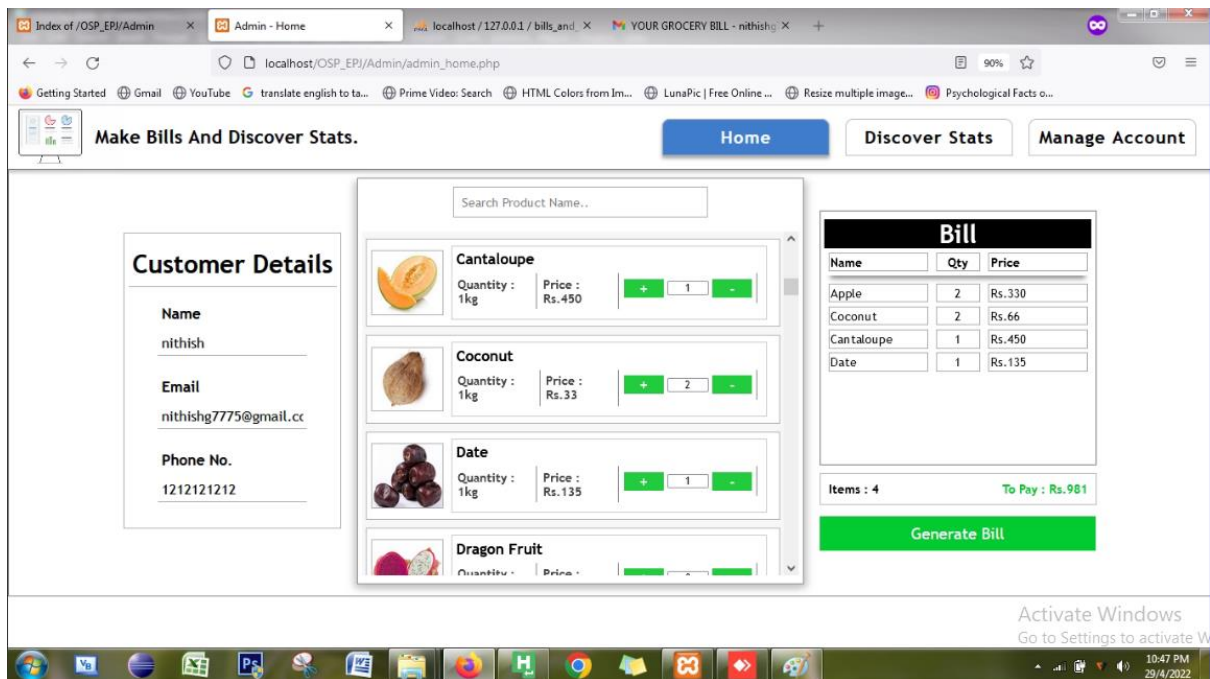 Index of /OSP_EPJ/Admin
Admin - Home
localhost / 127.0.0.1 / bills_and_
YOUR GROCERY BILL - nithishg
localhost/OSP_EPJ/Admin/admin_home.php
90%
Getting Started
Gmail
YouTube
translate english to ta...
Prime Video: Search
HTML Colors from Im...
LunaPic | Free Online ...
Resize multiple image...
Psychological Facts o...
Make Bills And Discover Stats.
Home
Discover Stats
Manage Account
Customer Details
Name
nithish
Email
nithishg7775@gmail.cc
Phone No.
1212121212
Search Product Name..
Cantaloupe
Quantity : Price :
1kg Rs.450
+ 1 -
Coconut
Quantity : Price :
1kg Rs.33
+ 2 -
Date
Quantity : Price :
1kg Rs.135
+ 1 -
Dragon Fruit
Quantity : Price :
Bill
Name Qty Price
Apple 2 Rs.330
Coconut 2 Rs.66
Cantaloupe 1 Rs.450
Date 1 Rs.135
Items : 4 To Pay : Rs.981
Generate Bill
Activate Windows
Go to Settings to activate W
10:47 PM
29/4/2022